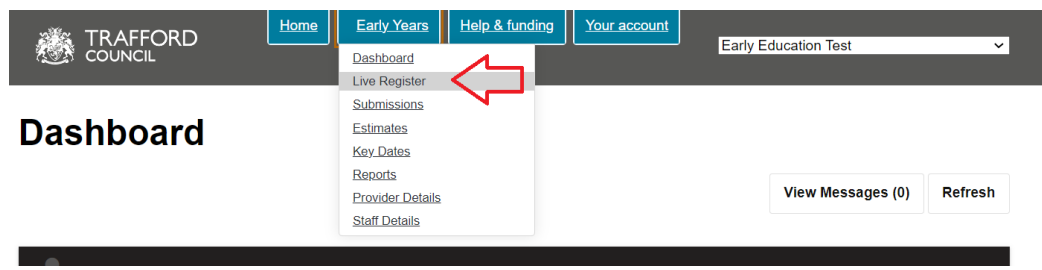 TRAFFORD
COUNCIL
Home
Early Years
Help & funding
Your account
Early Education Test
Dashboard
Live Register
Submissions
Estimates
Key Dates
Reports
Provider Details
Staff Details
Dashboard
View Messages (0)
Refresh